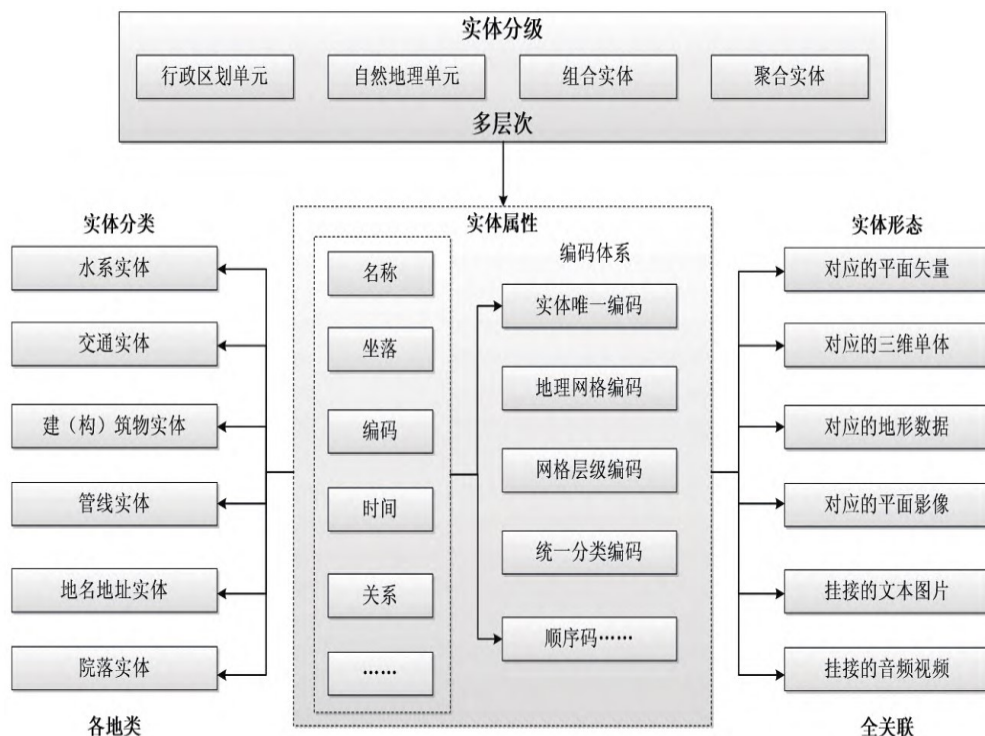 实体分级
行政区划单元
自然地理单元
组合实体
聚合实体
多层次
实体分类
水系实体
交通实体
建（构）筑物实体
管线实体
地名地址实体
院落实体
各地类
实体属性
名称
坐落
编码
时间
关系
……
编码体系
实体唯一编码
地理网格编码
网格层级编码
统一分类编码
顺序码……
实体形态
对应的平面矢量
对应的三维单体
对应的地形数据
对应的平面影像
挂接的文本图片
挂接的音频视频
全关联